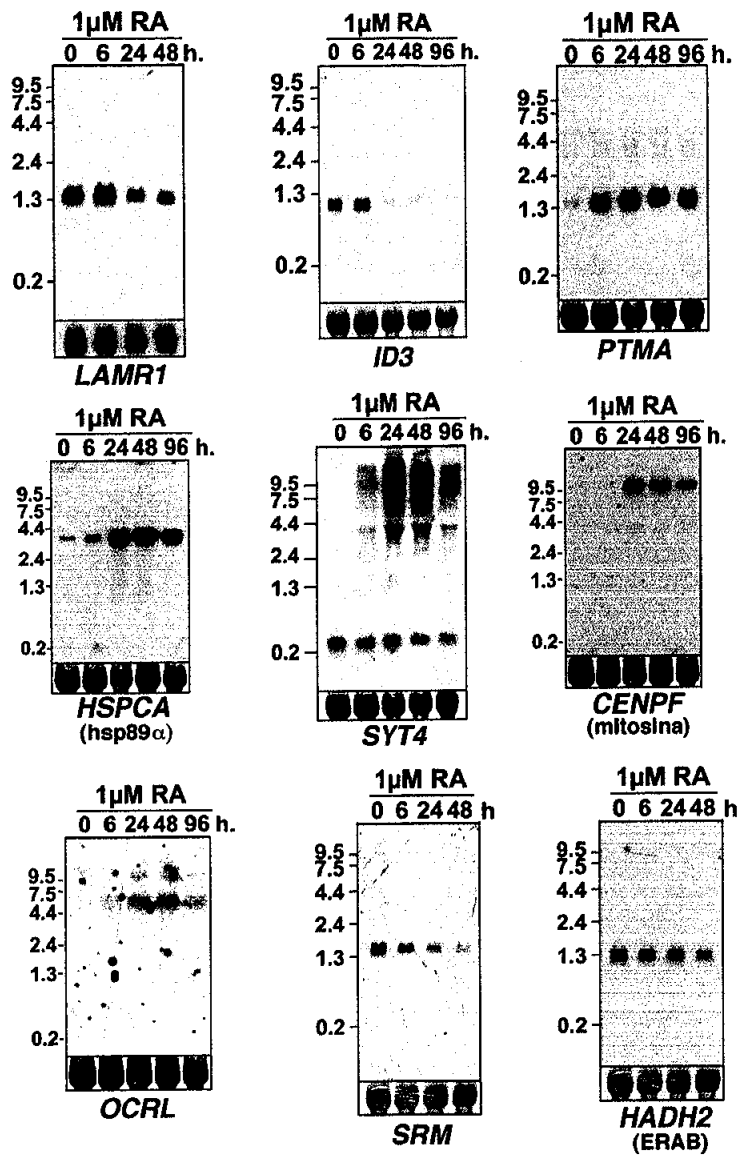 1μM RA
0 6 24 48 h.
9.5
7.5
4.4
2.4
1.3
0.2
LAMR1
1μM RA
0 6 24 48 96 h.
9.5
7.5
4.4
2.4
1.3
0.2
ID3
1μM RA
0 6 24 48 96 h.
9.5
7.5
4.4
2.4
1.3
0.2
PTMA
1μM RA
0 6 24 48 96 h.
9.5
7.5
4.4
2.4
1.3
0.2
HSPCA
(hsp89α)
1μM RA
0 6 24 48 96 h.
9.5
7.5
4.4
2.4
1.3
0.2
SYT4
1μM RA
0 6 24 48 96 h.
9.5
7.5
4.4
2.4
1.3
0.2
CENPF
(mitosina)
1μM RA
0 6 24 48 96 h.
9.5
7.5
4.4
2.4
1.3
0.2
OCRL
1μM RA
0 6 24 48 h
9.5
7.5
4.4
2.4
1.3
0.2
SRM
1μM RA
0 6 24 48 h
9.5
7.5
4.4
2.4
1.3
0.2
HADH2
(ERAB)